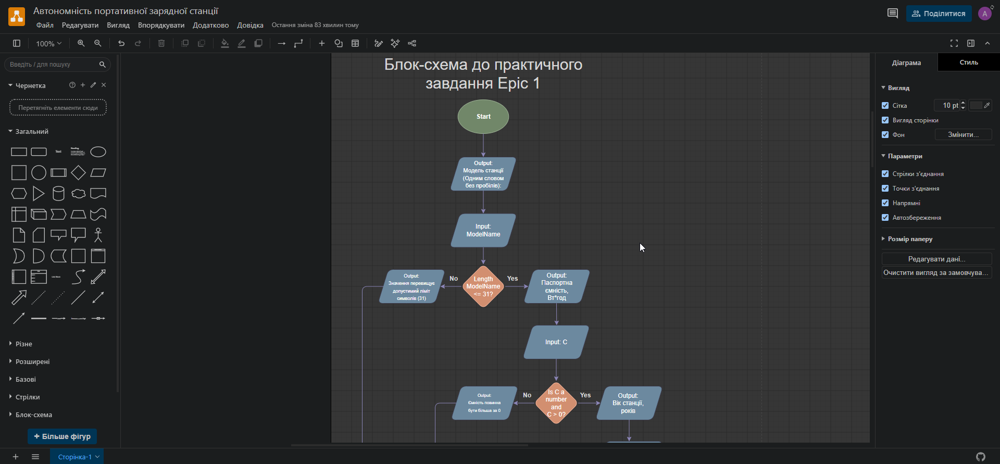 Автономність портативної зарядної станції
Файл Редагувати Вигляд Впорядкувати Додатково Довідка Остання зміна 83 хвилин тому
Поділитися
A
100%
Введіть / для пошуку
Чернетка
Перетягніть елементи сюди
Загальний
Text
Heading
List Item
Різне
Розширені
Базові
Стрілки
Блок-схема
+ Більше фігур
Сторінка-1
Блок-схема до практичного
завдання Epic 1
Start
Output:
Модель станції
(Одним словом
без пробілів):
Input:
ModelName
Output:
Значення перевищує
допустимий ліміт
символів (31)
No
Length
ModelName
<= 31?
Yes
Output:
Паспортна
ємність,
Вт*год
Input: C
Output:
Ємність повинна
бути більша за 0
No
Is C a
number
and
C > 0?
Yes
Output:
Вік станції,
років
Діаграма
Стиль
Вигляд
Сітка 10 pt
Вигляд сторінки
Фон Змінити...
Параметри
Стрілки з'єднання
Точки з'єднання
Напрямні
Автозбереження
Розмір паперу
Редагувати дані...
Очистити вигляд за замовчува...